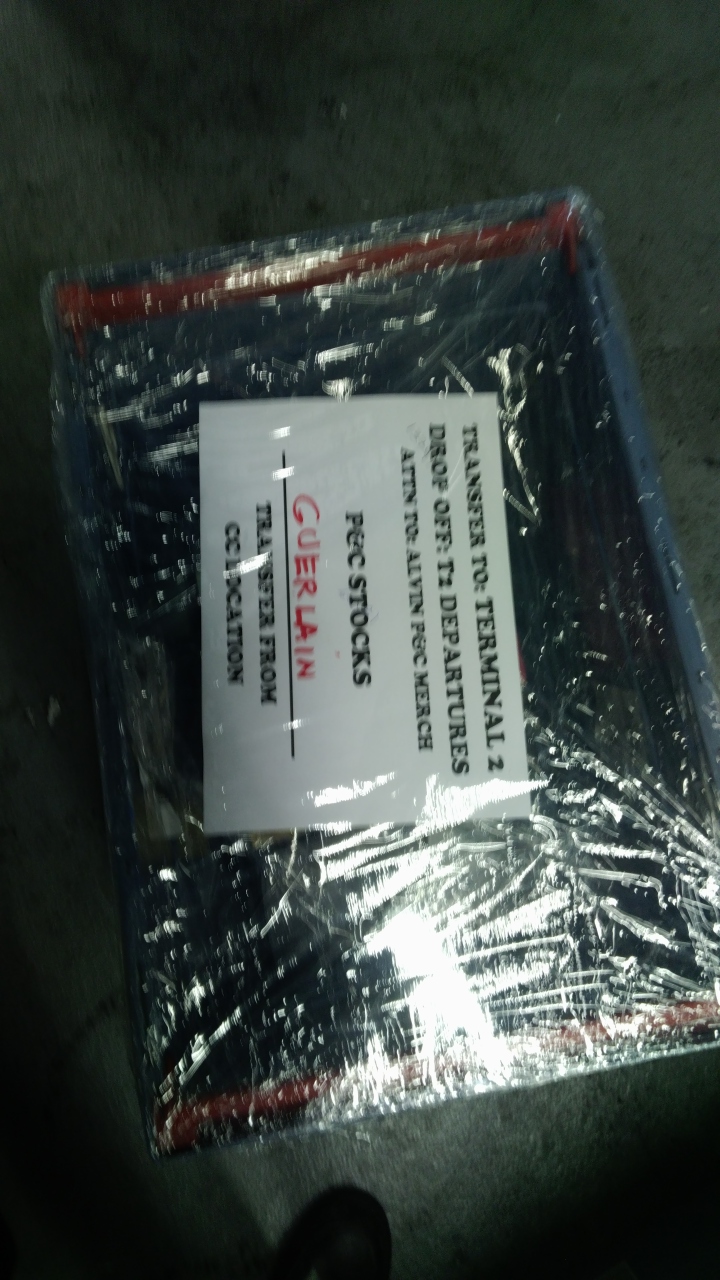 TRANSFER TO: TERMINAL 2
DROP OFF: T2 DEPARTURES
ATTN TO: ALVIN P&C MERCH
P&C STOCKS
GUERLAIN
TRANSFER FROM
CC LOCATION